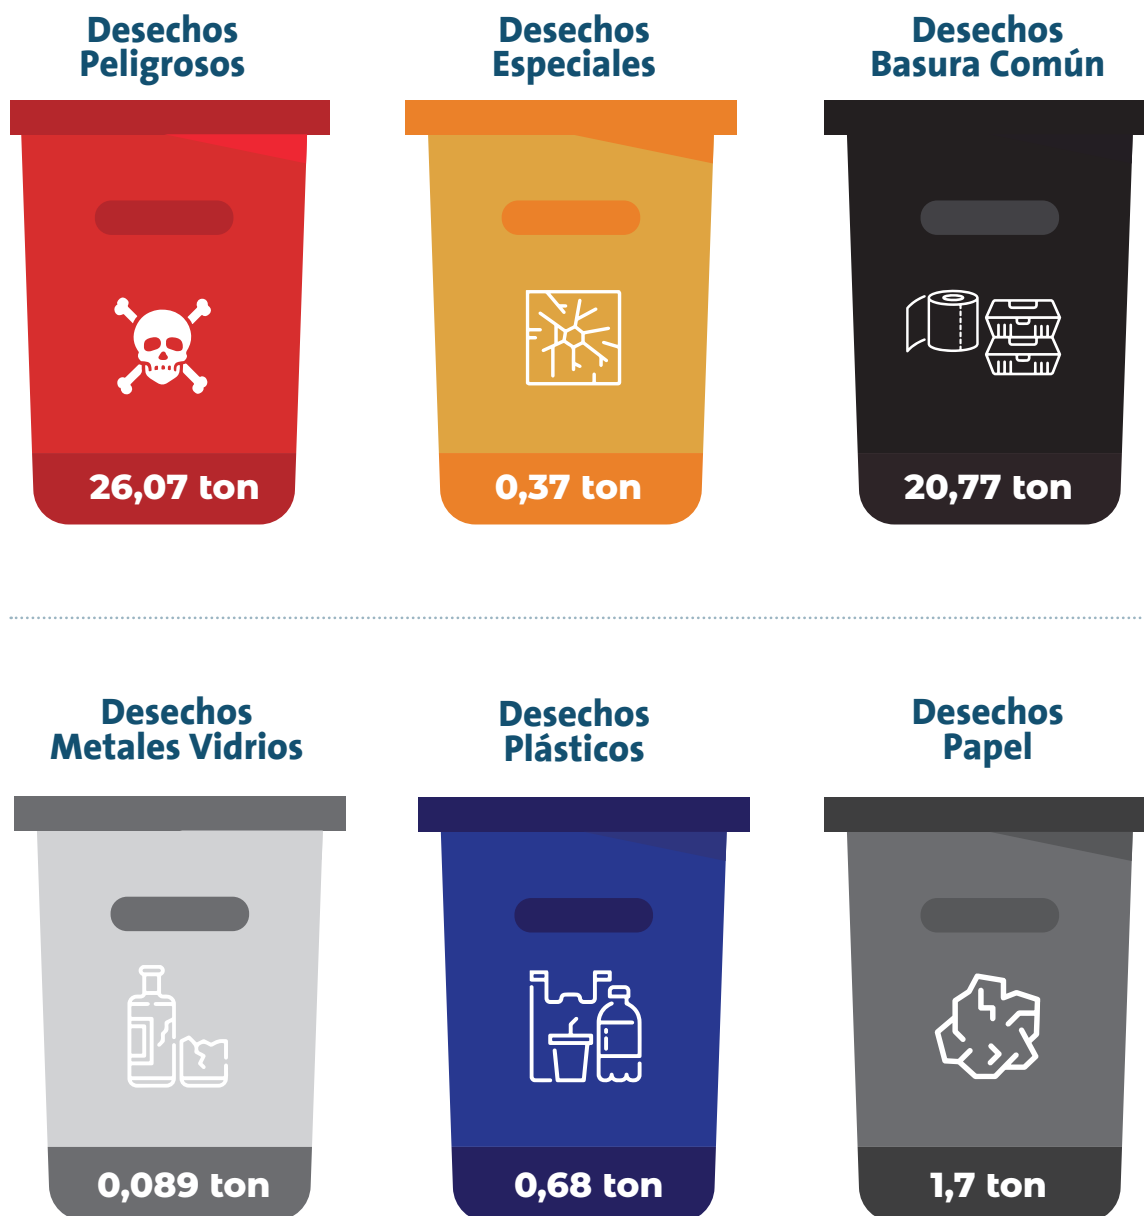 Desechos
Peligrosos
Desechos
Especiales
Desechos
Basura Común
26,07 ton
0,37 ton
20,77 ton
Desechos
Metales Vidrios
Desechos
Plásticos
Desechos
Papel
0,089 ton
0,68 ton
1,7 ton